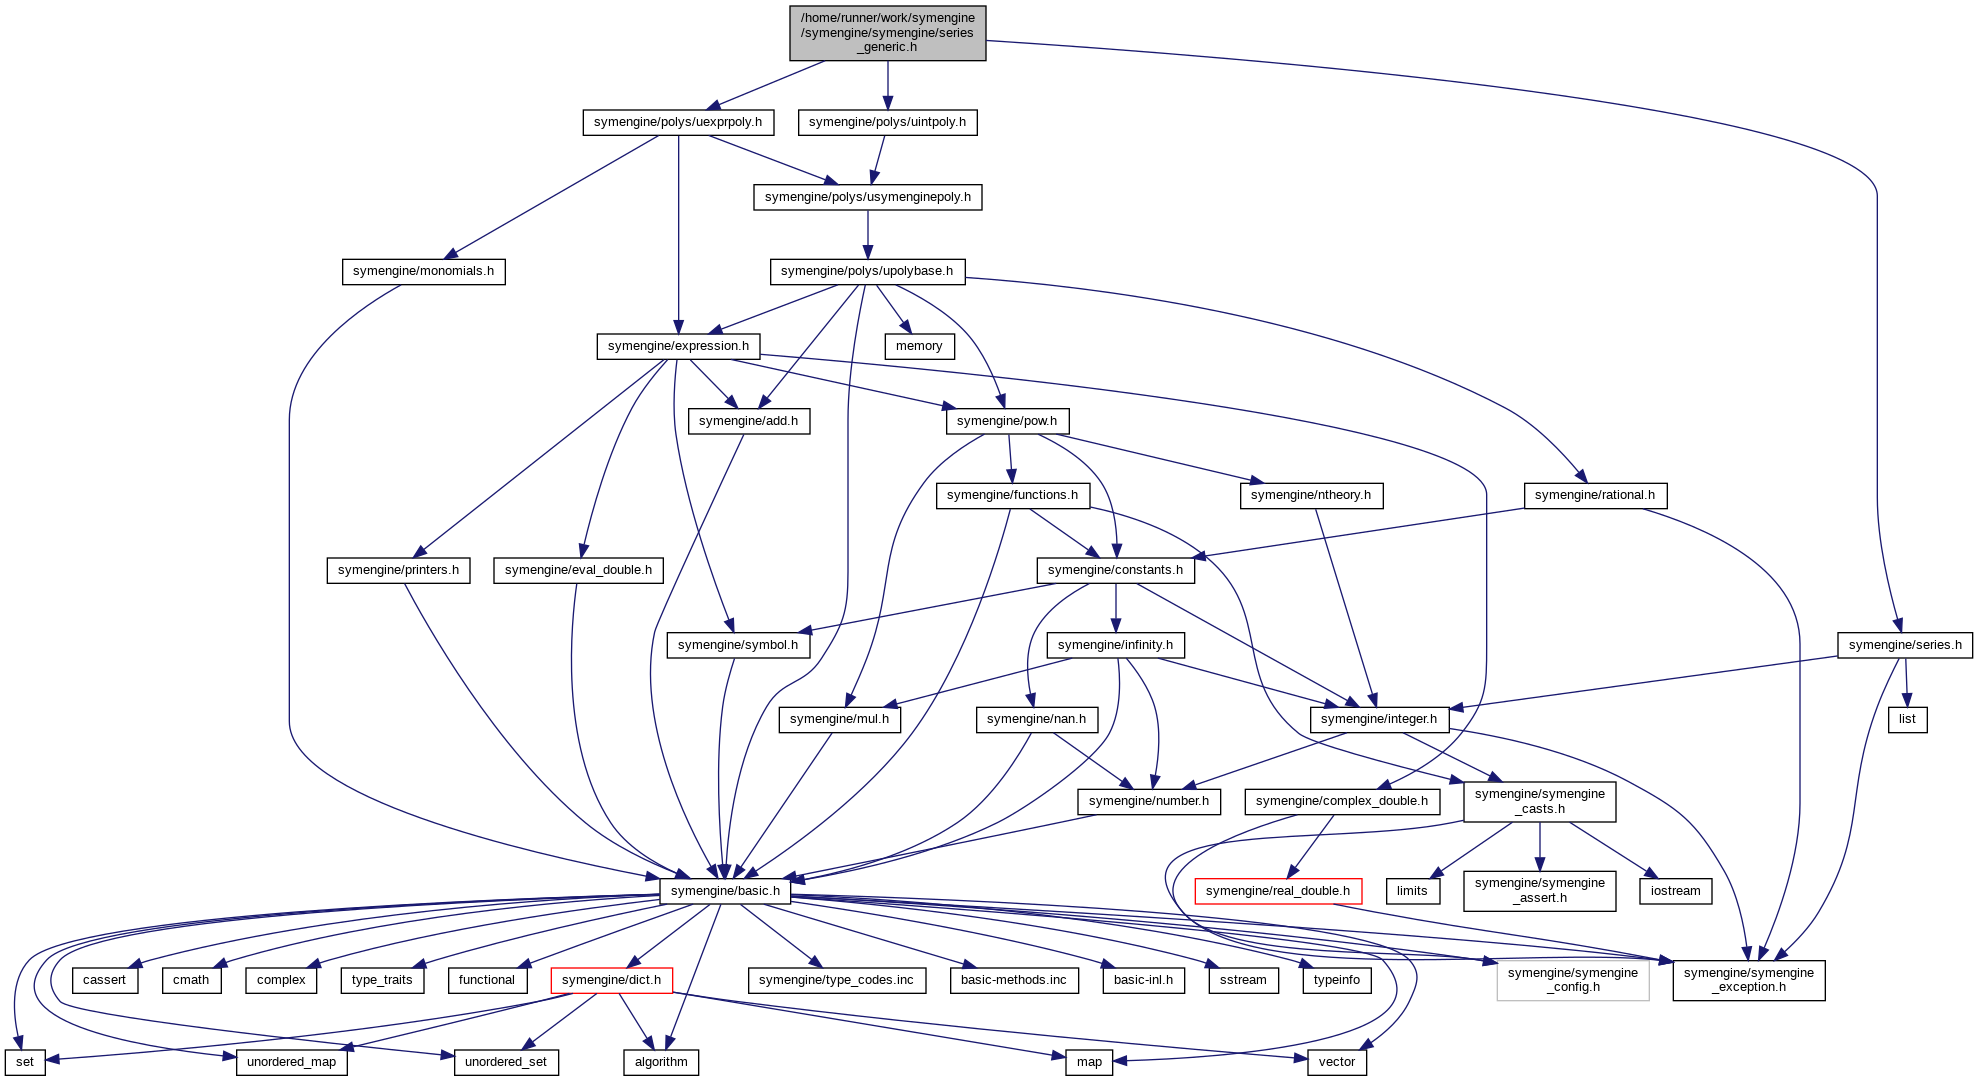 /home/runner/work/symengine
/symengine/symengine/series
_generic.h
symengine/polys/uexprpoly.h
symengine/polys/uintpoly.h
symengine/polys/usymenginepoly.h
symengine/monomials.h
symengine/polys/upolybase.h
symengine/expression.h
memory
symengine/add.h
symengine/pow.h
symengine/functions.h
symengine/ntheory.h
symengine/rational.h
symengine/printers.h
symengine/eval_double.h
symengine/constants.h
symengine/symbol.h
symengine/infinity.h
symengine/series.h
symengine/mul.h
symengine/nan.h
symengine/integer.h
list
symengine/number.h
symengine/complex_double.h
symengine/symengine
_casts.h
symengine/basic.h
symengine/real_double.h
limits
symengine/symengine
_assert.h
iostream
cassert
cmath
complex
type_traits
functional
symengine/dict.h
symengine/type_codes.inc
basic-methods.inc
basic-inl.h
sstream
typeinfo
symengine/symengine
_config.h
symengine/symengine
_exception.h
set
unordered_map
unordered_set
algorithm
map
vector